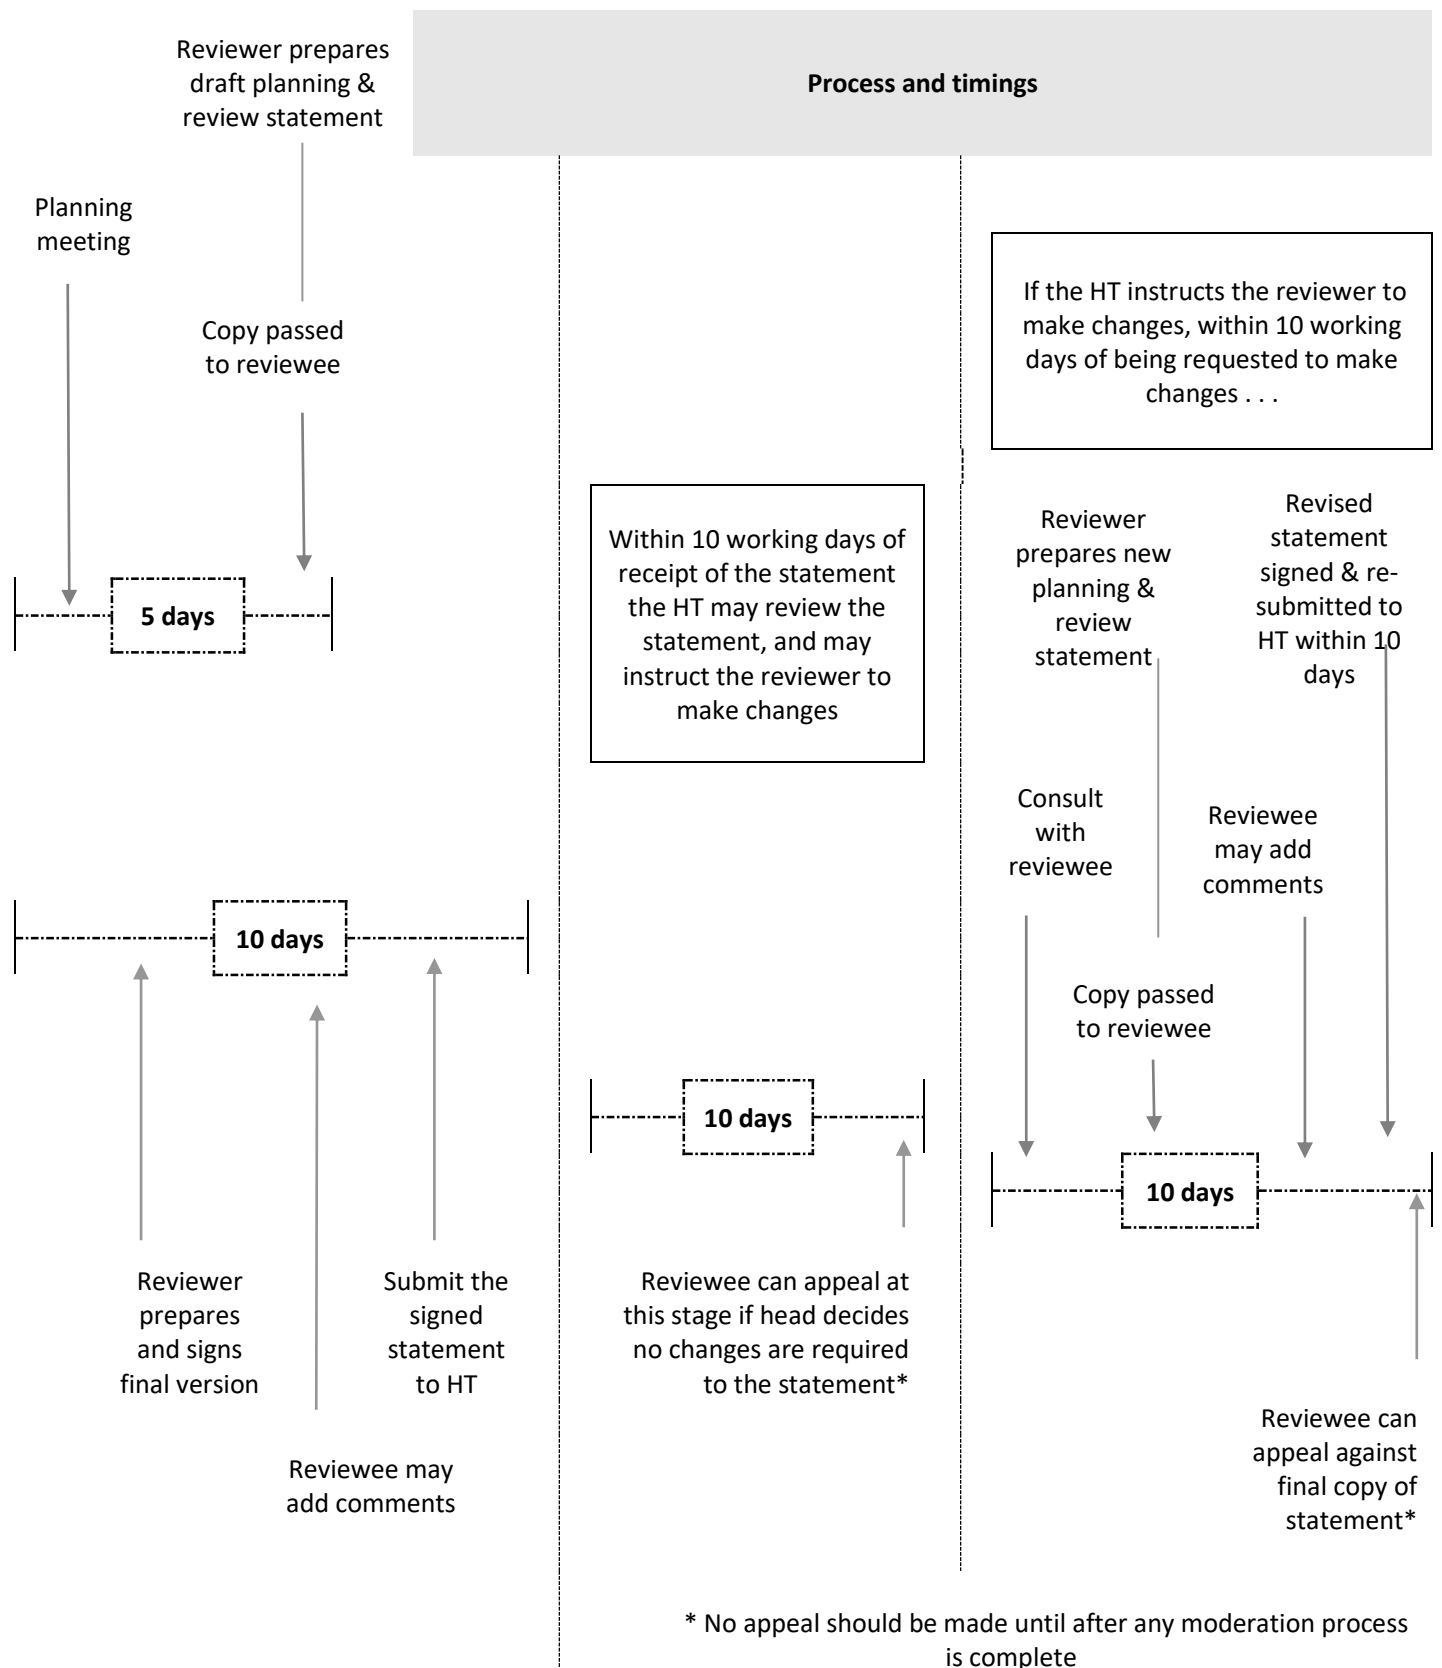 Reviewer prepares
draft planning &
review statement
Process and timings
Planning
meeting
Copy passed
to reviewee
5 days
10 days
Reviewer
prepares
and signs
final version
Reviewee may
add comments
Submit the
signed
statement
to HT
Within 10 working days of
receipt of the statement
the HT may review the
statement, and may
instruct the reviewer to
make changes
10 days
Reviewee can appeal at
this stage if head decides
no changes are required
to the statement*
If the HT instructs the reviewer to
make changes, within 10 working
days of being requested to make
changes . . .
Consult
with
reviewee
Reviewer
prepares new
planning &
review
statement
Copy passed
to reviewee
Reviewee
may add
comments
Revised
statement
signed & re-
submitted to
HT within 10
days
10 days
Reviewee can
appeal against
final copy of
statement*
* No appeal should be made until after any moderation process
is complete